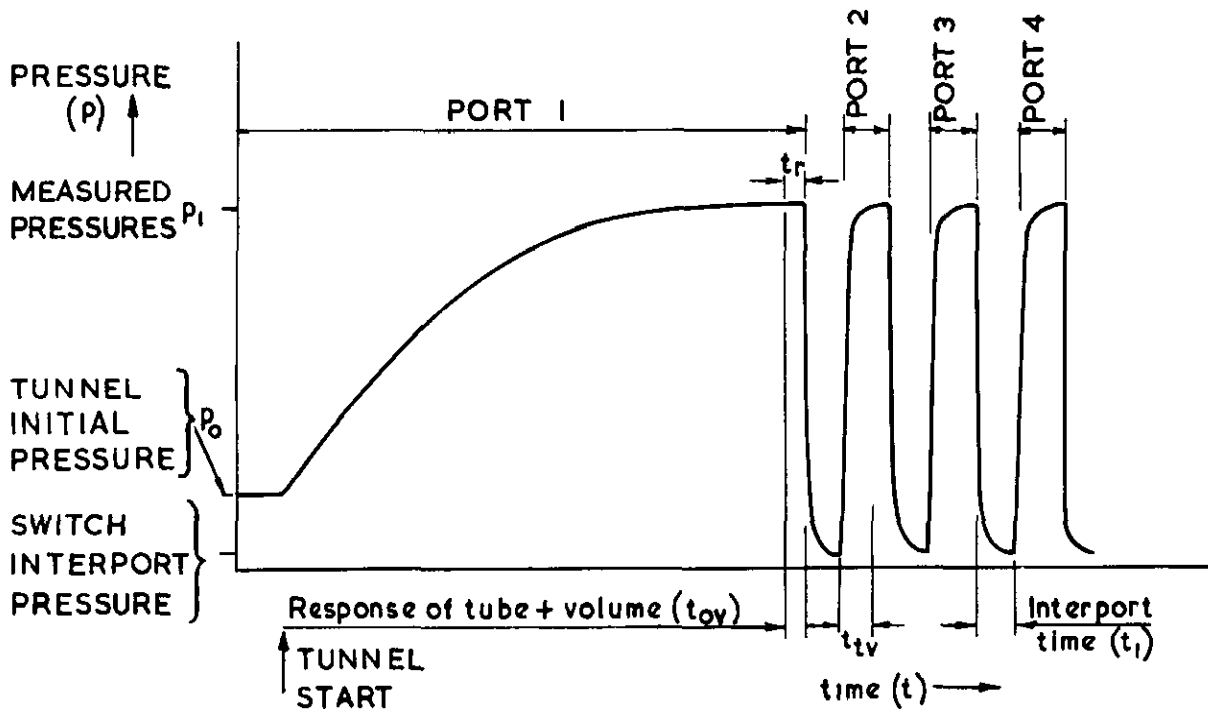 PRESSURE
(p)
MEASURED
PRESSURES p₁
TUNNEL
INITIAL
PRESSURE
p₀
SWITCH
INTERPORT
PRESSURE
PORT 1
PORT 2
PORT 3
PORT 4
tr
Response of tube + volume (tov)
TUNNEL
START
ttv
Interport
time (t₁)
time (t)